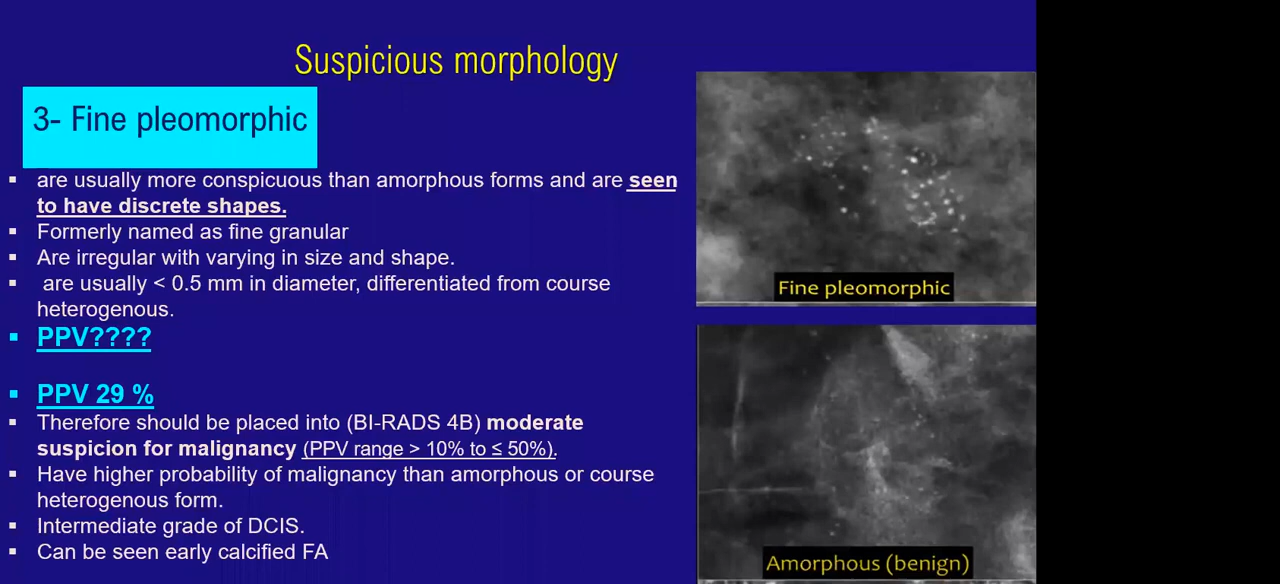 Suspicious morphology
3- Fine pleomorphic
▪ are usually more conspicuous than amorphous forms and are seen
to have discrete shapes.
▪ Formerly named as fine granular
▪ Are irregular with varying in size and shape.
▪ are usually < 0.5 mm in diameter, differentiated from course
heterogenous.
▪ PPV????
▪ PPV 29 %
▪ Therefore should be placed into (BI-RADS 4B) moderate
suspicion for malignancy (PPV range > 10% to ≤ 50%).
▪ Have higher probability of malignancy than amorphous or course
heterogenous form.
▪ Intermediate grade of DCIS.
▪ Can be seen early calcified FA
Fine pleomorphic
Amorphous (benign)